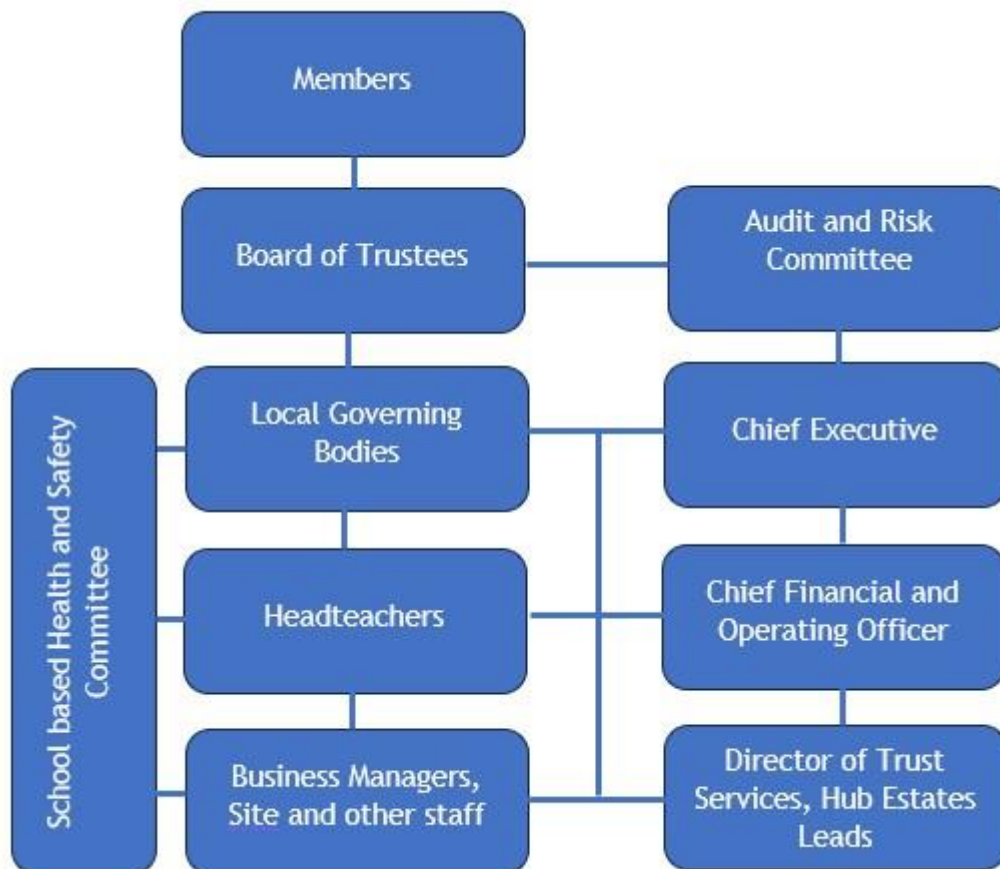 Members
Board of Trustees
Audit and Risk
Committee
Local Governing
Bodies
Chief Executive
School based Health and Safety
Committee
Headteachers
Chief Financial and
Operating Officer
Business Managers,
Site and other staff
Director of Trust
Services, Hub Estates
Leads